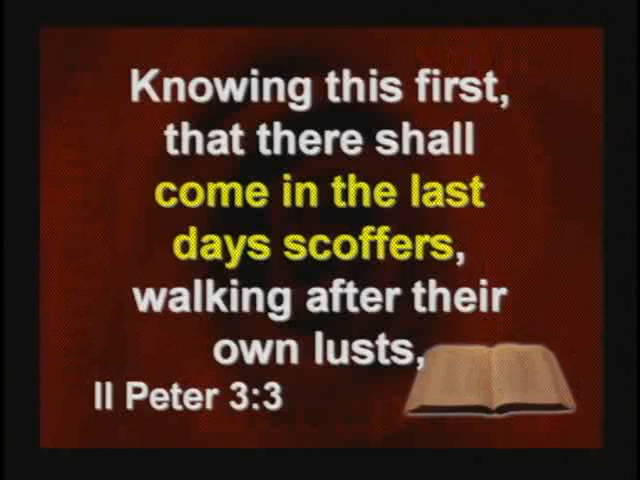 Knowing this first,
that there shall
come in the last
days scoffers,
walking after their
own lusts,
II Peter 3:3